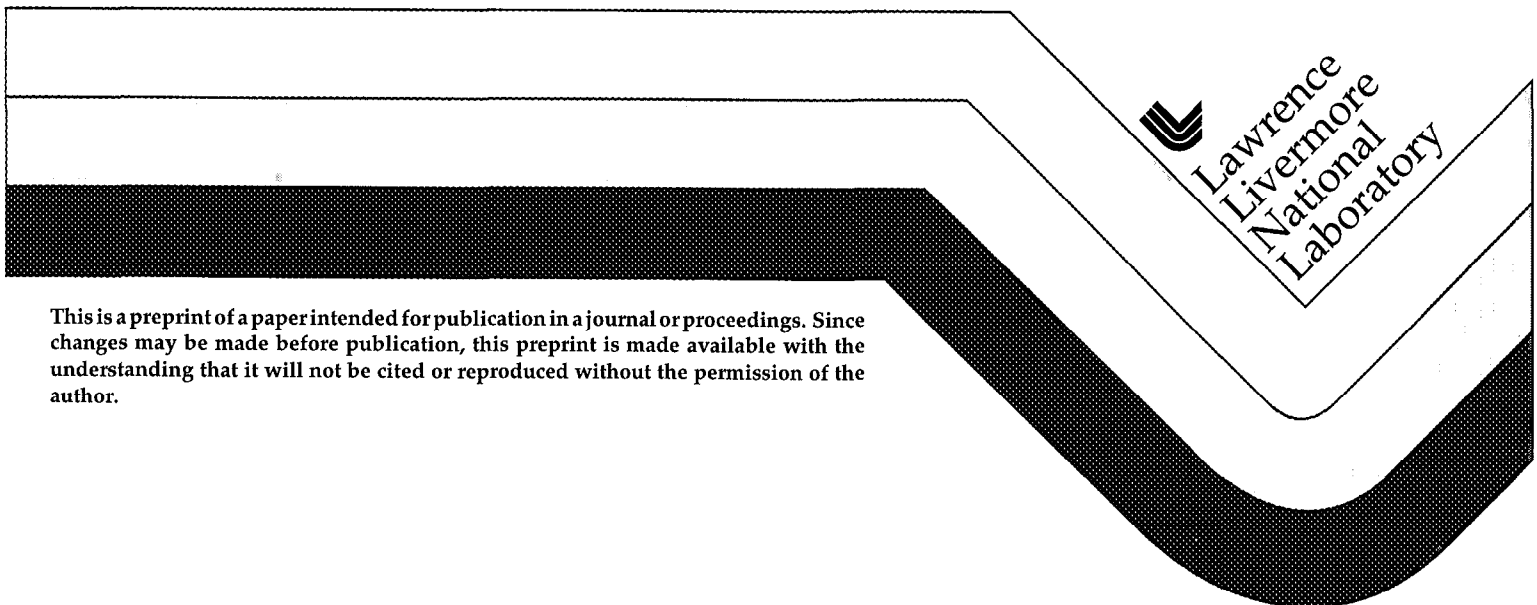 Lawrence
Livermore
National
Laboratory
This is a preprint of a paper intended for publication in a journal or proceedings. Since
changes may be made before publication, this preprint is made available with the
understanding that it will not be cited or reproduced without the permission of the
author.